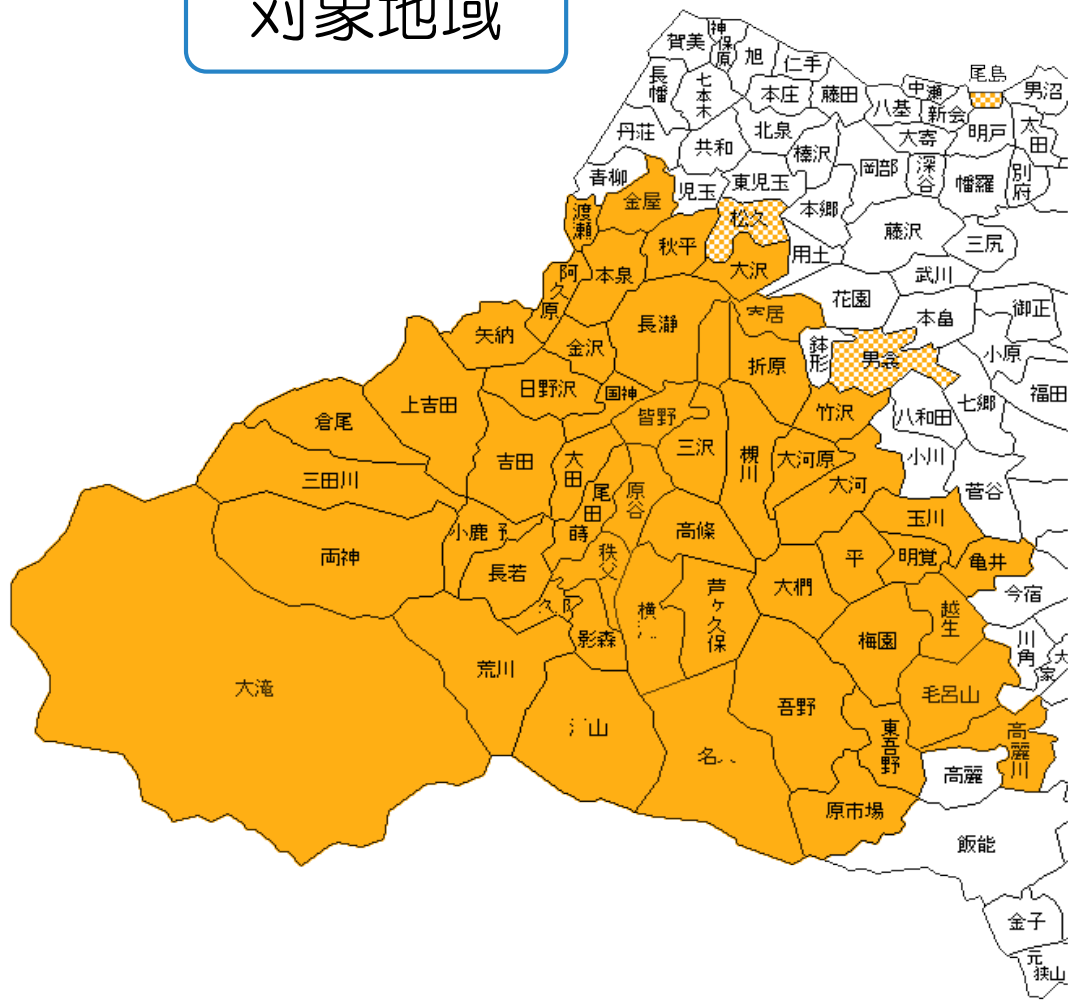 対象地域
賀美
神保原
旭
仁手
尾島
男沼
長幡
七本木
本庄
藤田
八基
中瀬
新会
明戸
太田
丹荘
共和
北泉
榛沢
大寄
岡部
深谷
幡羅
別府
青柳
児玉
東児玉
金屋
渡瀬
松久
本郷
藤沢
三尻
秋平
大沢
用土
武川
阿久原
本泉
花園
本畠
御正
矢納
金沢
長瀞
寄居
鉢形
男衾
小原
折原
上吉田
日野沢
国神
福田
倉尾
皆野
竹沢
八和田
七郷
吉田
太田
三沢
槻川
大河原
小川
三田川
尾田蒔
原谷
大河
菅谷
玉川
両神
小鹿
長若
秩父
高篠
平
明覚
亀井
大椚
今宿
芦ヶ久保
横
久
影森
梅園
越生
川角
大家
荒川
大滝
吾野
毛呂山
山
名
東吾野
高麗川
高麗
原市場
飯能
金子
元狭山